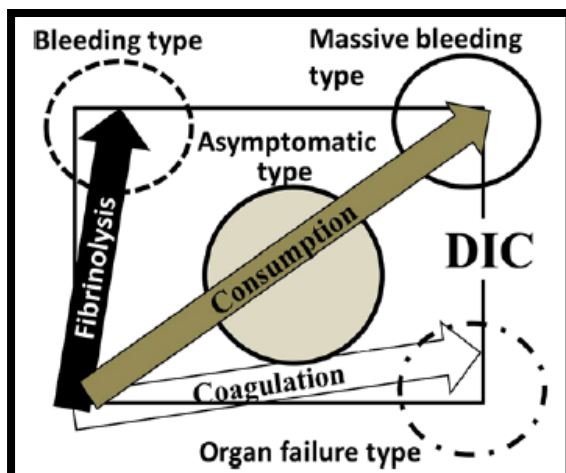 Bleeding type
Massive bleeding
type
Asymptomatic
type
Fibrinolysis
Consumption
DIC
Coagulation
Organ failure type